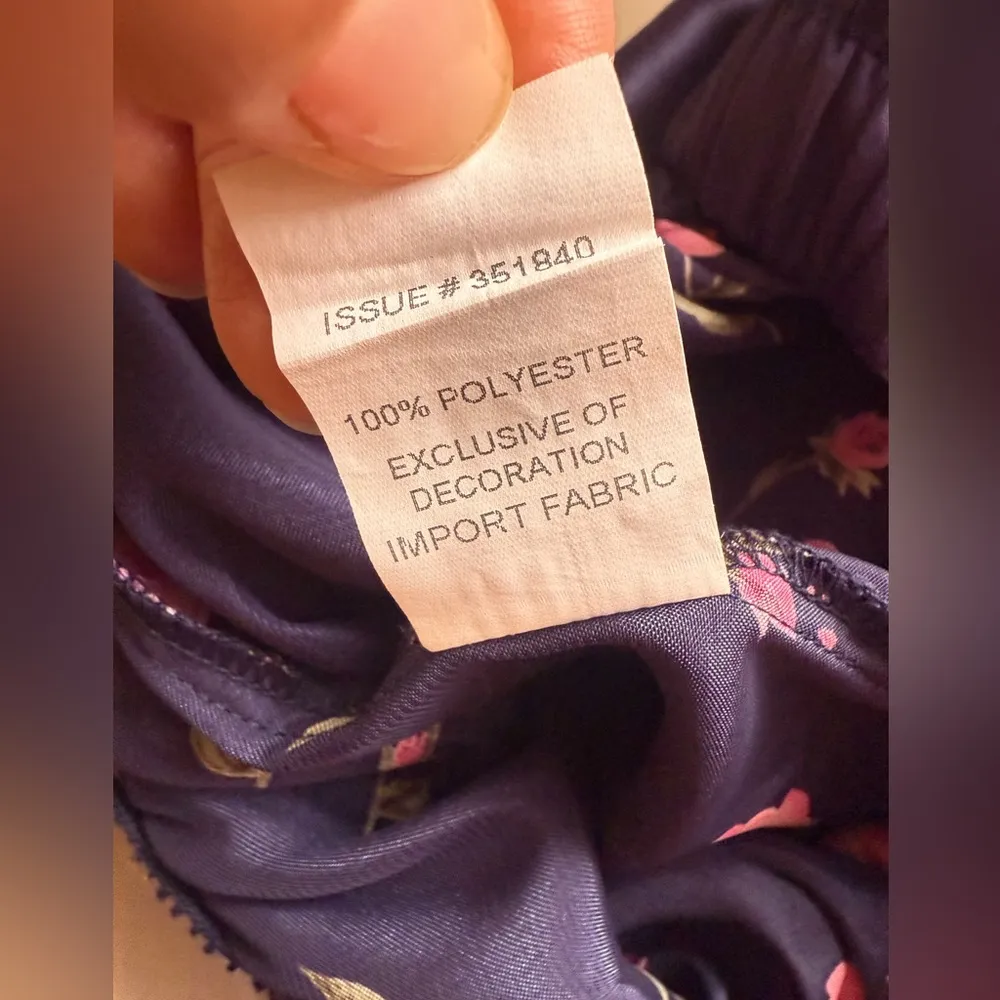 ISSUE # 351840
100% POLYESTER
EXCLUSIVE OF
DECORATION
IMPORT FABRIC